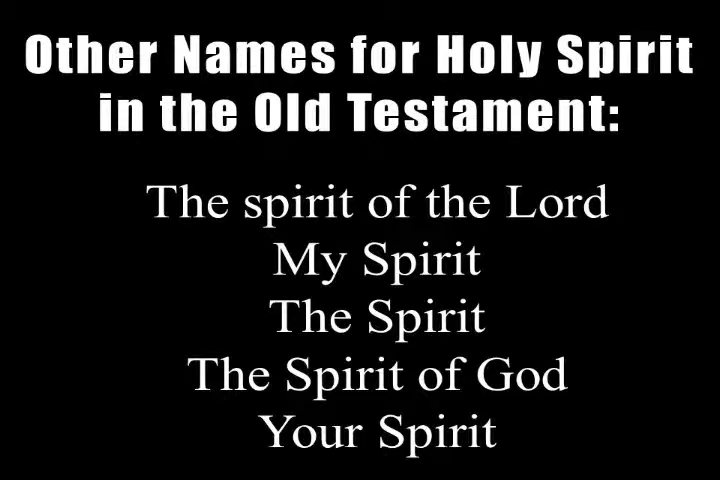 Other Names for Holy Spirit
in the Old Testament:
The spirit of the Lord
My Spirit
The Spirit
The Spirit of God
Your Spirit